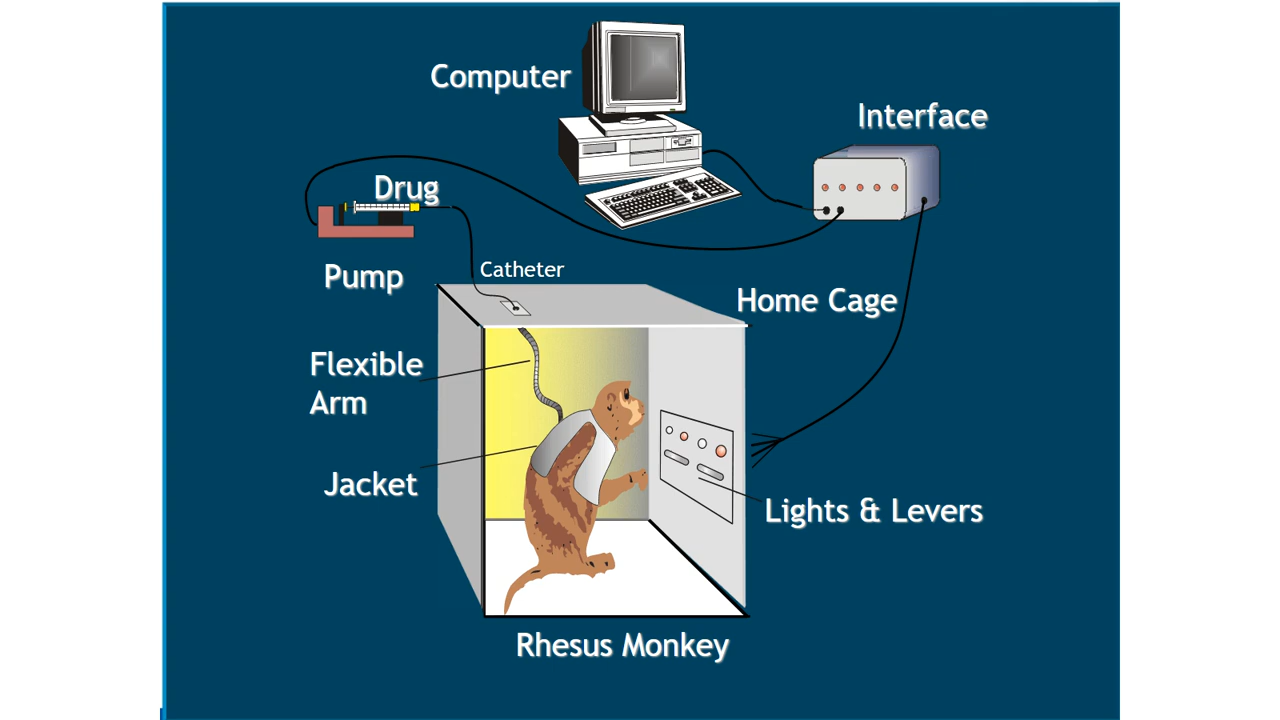 Computer
Interface
Drug
Pump
Catheter
Home Cage
Flexible
Arm
Jacket
Lights & Levers
Rhesus Monkey